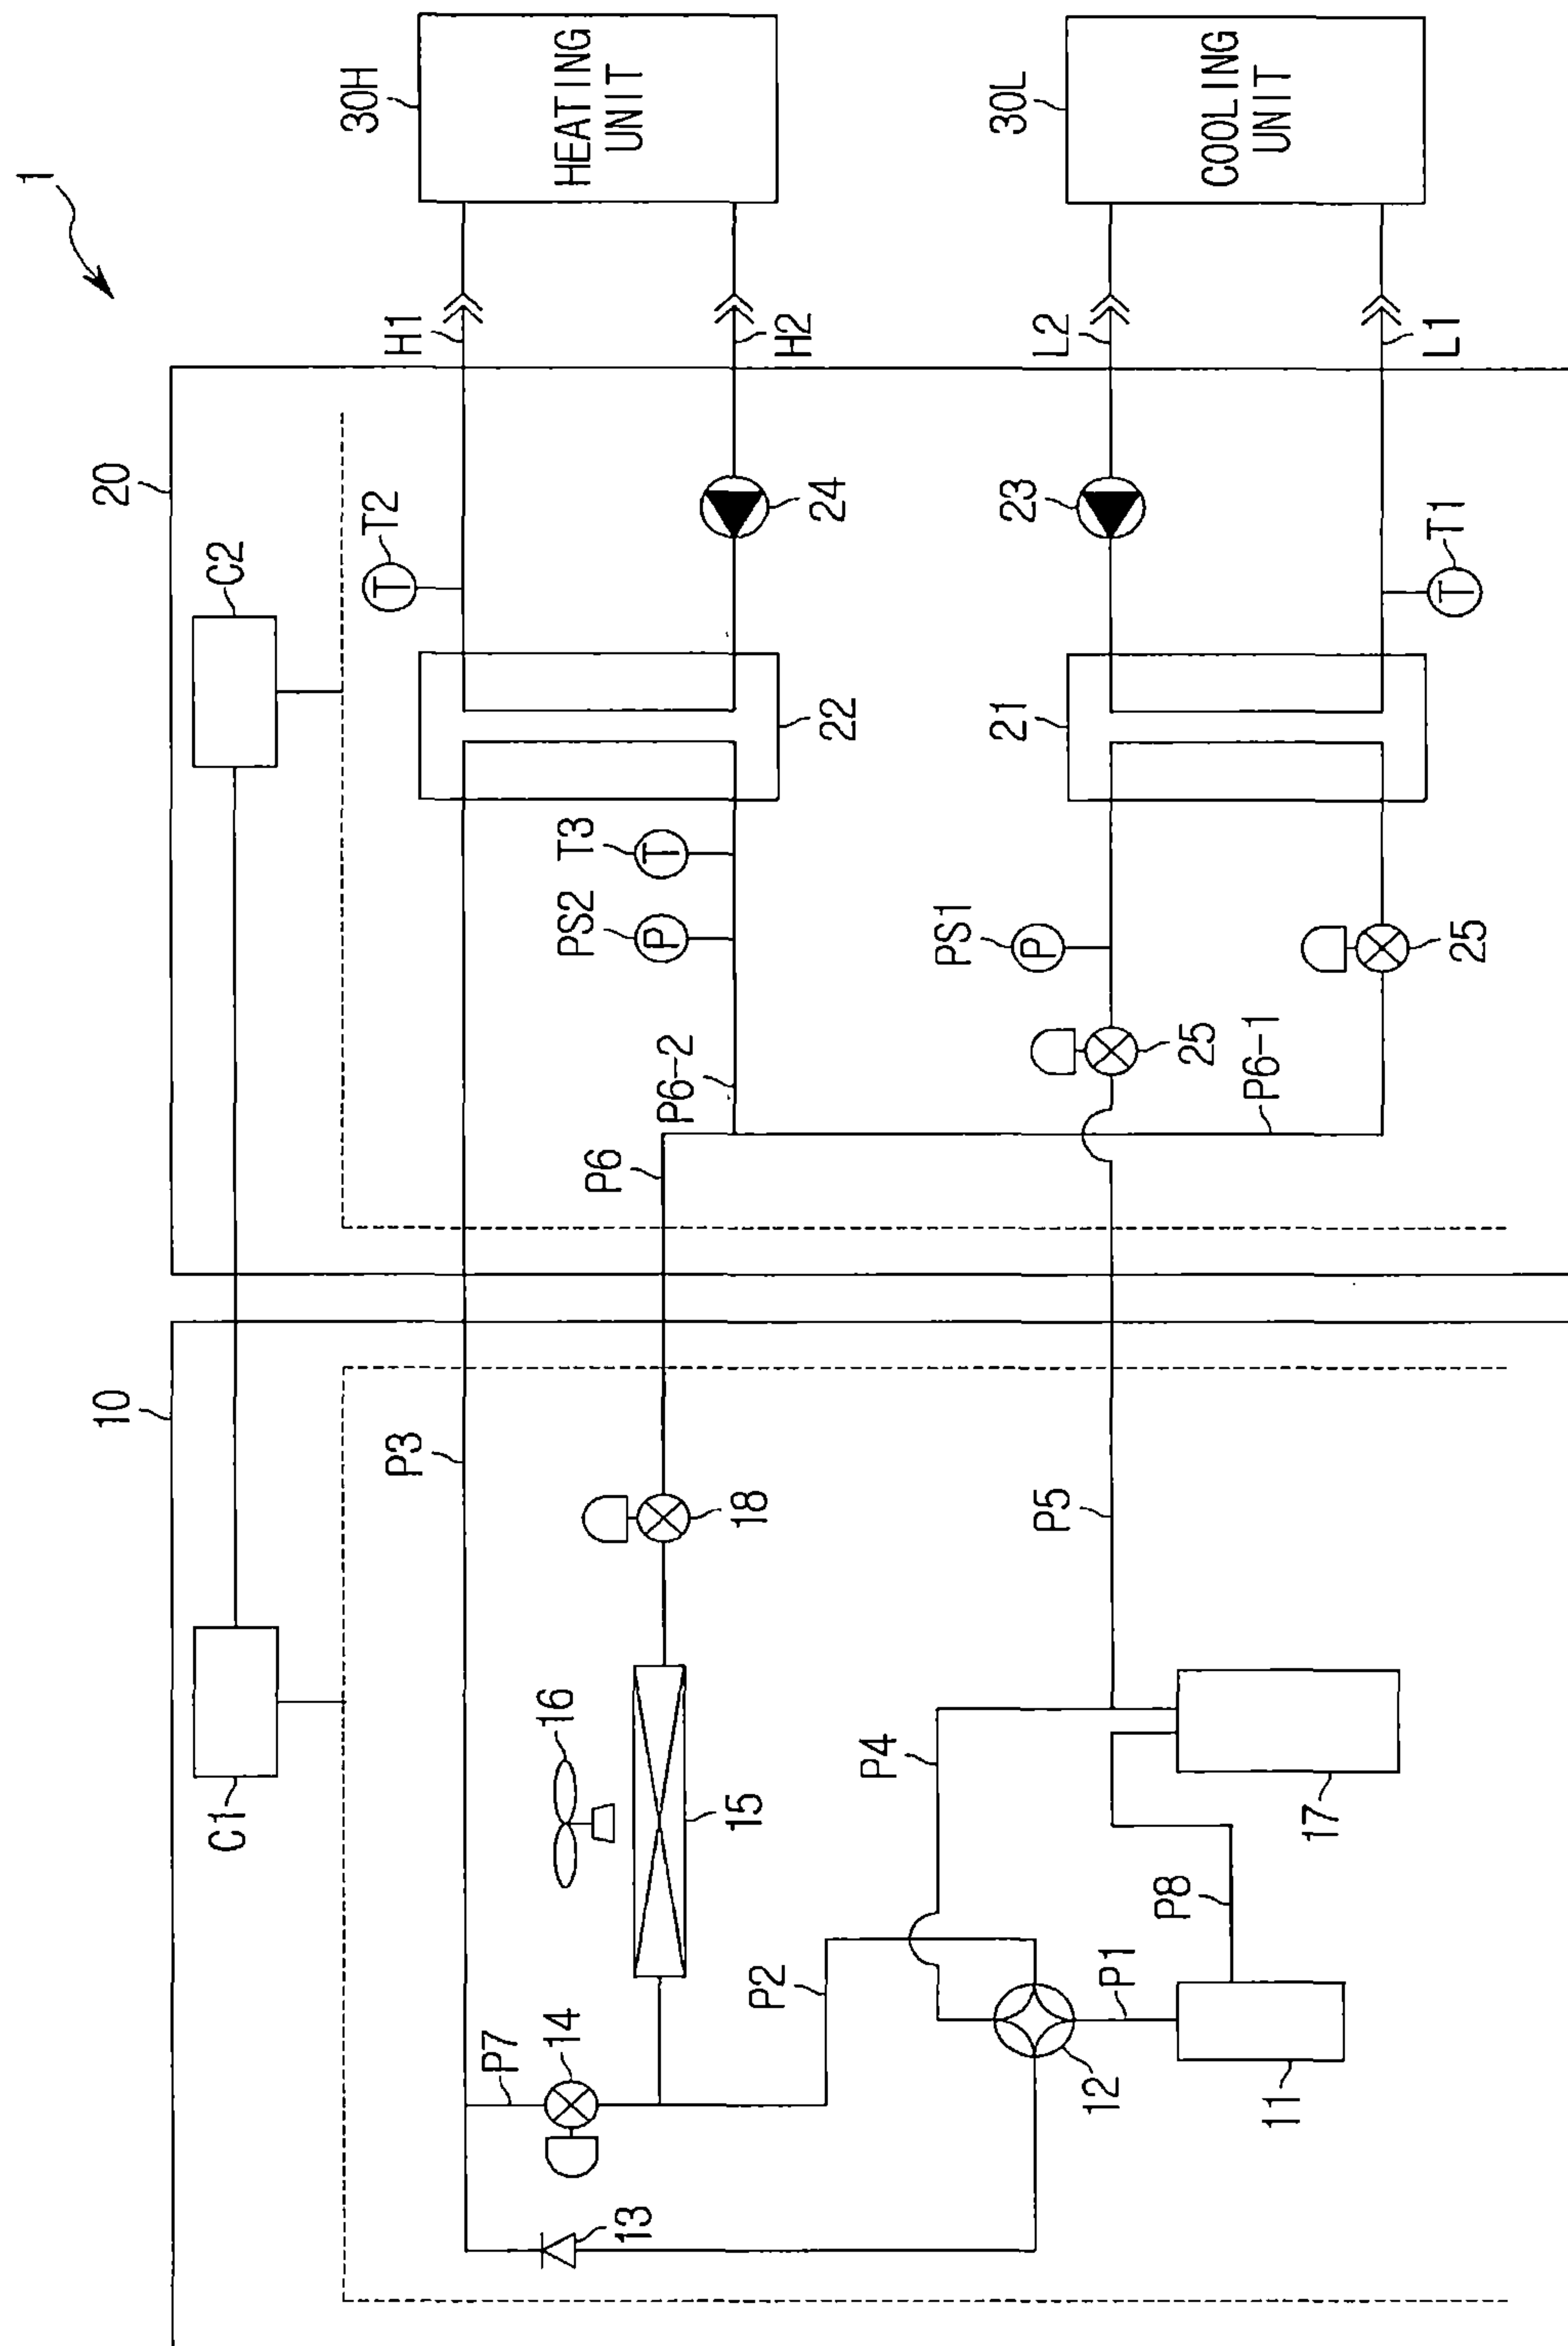 1
30H
HEATING
UNIT
30L
COOLING
UNIT
H1
H2
L2
L1
20
C2
T2
T
24
23
T1
T
22
21
T3
T
PS2
P
PS1
P
25
25
P6-2
P6-1
P6
10
P3
18
P5
C1
16
15
P4
17
P2
P8
P1
P7
14
12
11
13